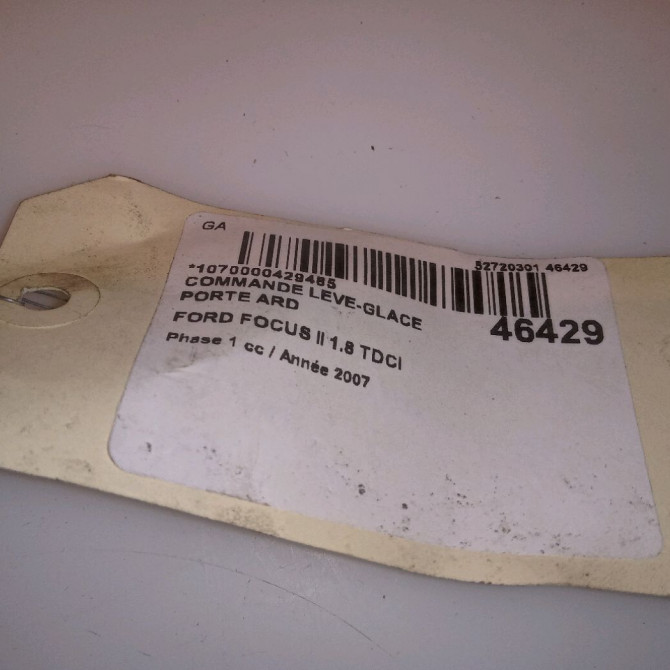 GA
52720301 46429
*1070000429485
COMMANDE LEVE-GLACE
PORTE ARD
46429
FORD FOCUS II 1.8 TDCI
Phase 1 cc / Année 2007